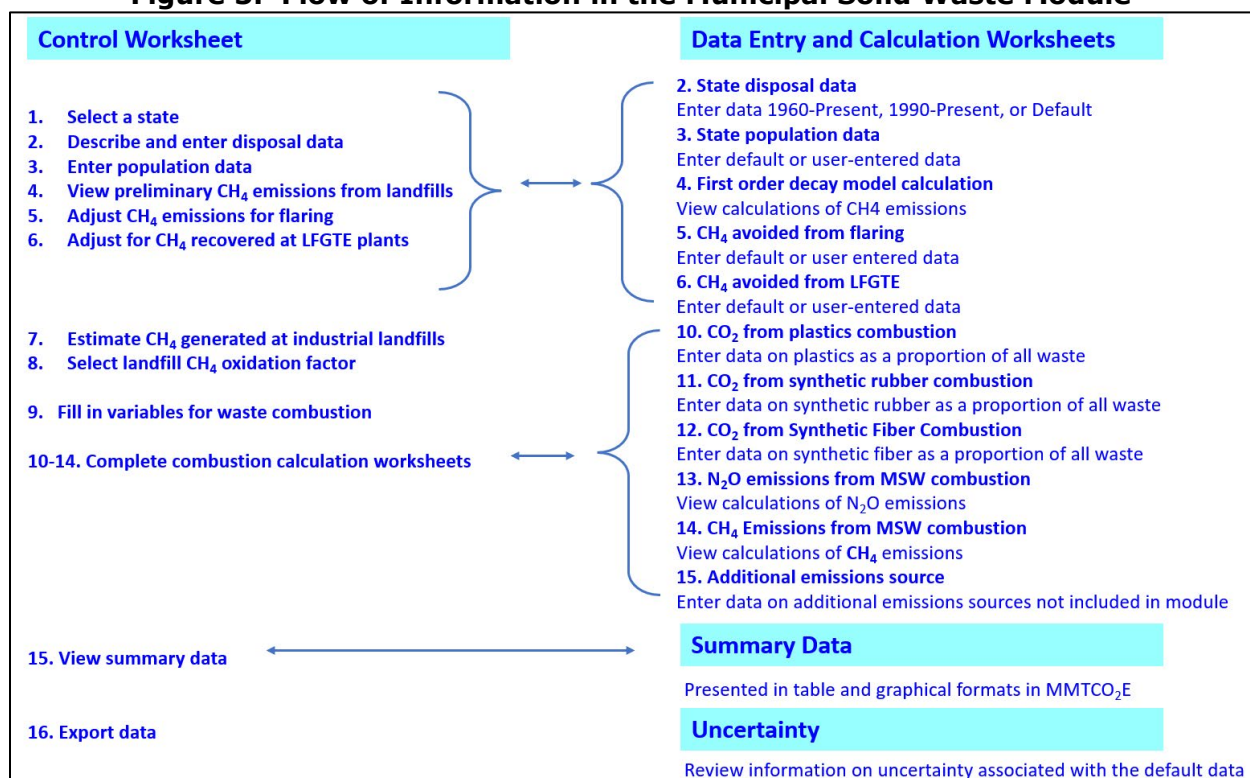 Figure 3. Flow of Information in the Municipal Solid Waste Module
Control Worksheet
1. Select a state
2. Describe and enter disposal data
3. Enter population data
4. View preliminary CH₄ emissions from landfills
5. Adjust CH₄ emissions for flaring
6. Adjust for CH₄ recovered at LFGTE plants
7. Estimate CH₄ generated at industrial landfills
8. Select landfill CH₄ oxidation factor
9. Fill in variables for waste combustion
10-14. Complete combustion calculation worksheets
15. View summary data
16. Export data
Data Entry and Calculation Worksheets
2. State disposal data
Enter data 1960-Present, 1990-Present, or Default
3. State population data
Enter default or user-entered data
4. First order decay model calculation
View calculations of CH4 emissions
5. CH₄ avoided from flaring
Enter default or user entered data
6. CH₄ avoided from LFGTE
Enter default or user-entered data
10. CO₂ from plastics combustion
Enter data on plastics as a proportion of all waste
11. CO₂ from synthetic rubber combustion
Enter data on synthetic rubber as a proportion of all waste
12. CO₂ from Synthetic Fiber Combustion
Enter data on synthetic fiber as a proportion of all waste
13. N₂O emissions from MSW combustion
View calculations of N₂O emissions
14. CH₄ Emissions from MSW combustion
View calculations of CH₄ emissions
15. Additional emissions source
Enter data on additional emissions sources not included in module
Summary Data
Presented in table and graphical formats in MMTCO₂E
Uncertainty
Review information on uncertainty associated with the default data